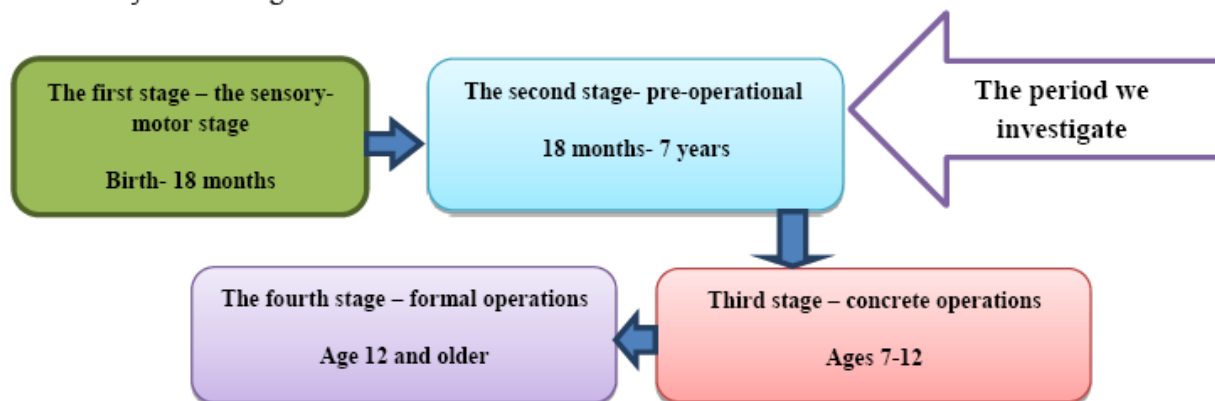 The first stage – the sensory-
motor stage
Birth- 18 months
The second stage- pre-operational
18 months- 7 years
The period we
investigate
Third stage – concrete operations
Ages 7-12
The fourth stage – formal operations
Age 12 and older